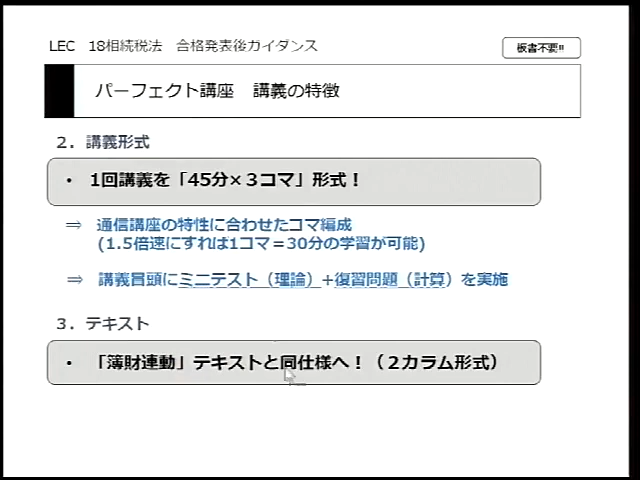 LEC 18相続税法 合格発表後ガイダンス
板書不要!!
パーフェクト講座 講義の特徴
2．講義形式
・ 1回講義を「45分×３コマ」形式！
⇒ 通信講座の特性に合わせたコマ編成
(1.5倍速にすれば1コマ＝30分の学習が可能)
⇒ 講義冒頭にミニテスト（理論）+復習問題（計算）を実施
3．テキスト
・ 「簿財連動」テキストと同仕様へ！（２カラム形式）